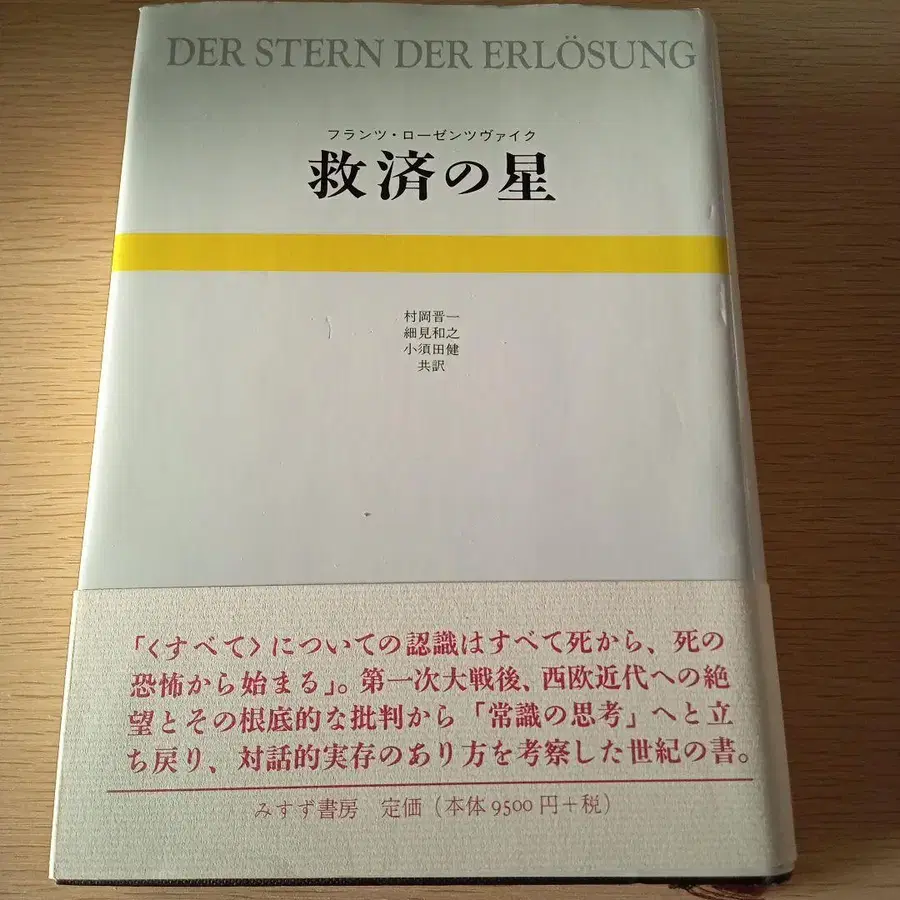 DER STERN DER ERLÖSUNG
フランツ・ローゼンツヴァイク
救済の星
村岡晋一
細見和之
小須田健
共訳
「〈すべて〉についての認識はすべて死から、死の
恐怖から始まる」。第一次大戦後、西欧近代への絶
望とその根底的な批判から「常識の思考」へと立
ち戻り、対話的実存のあり方を考察した世紀の書。
みすず書房 定価（本体9500円+税）